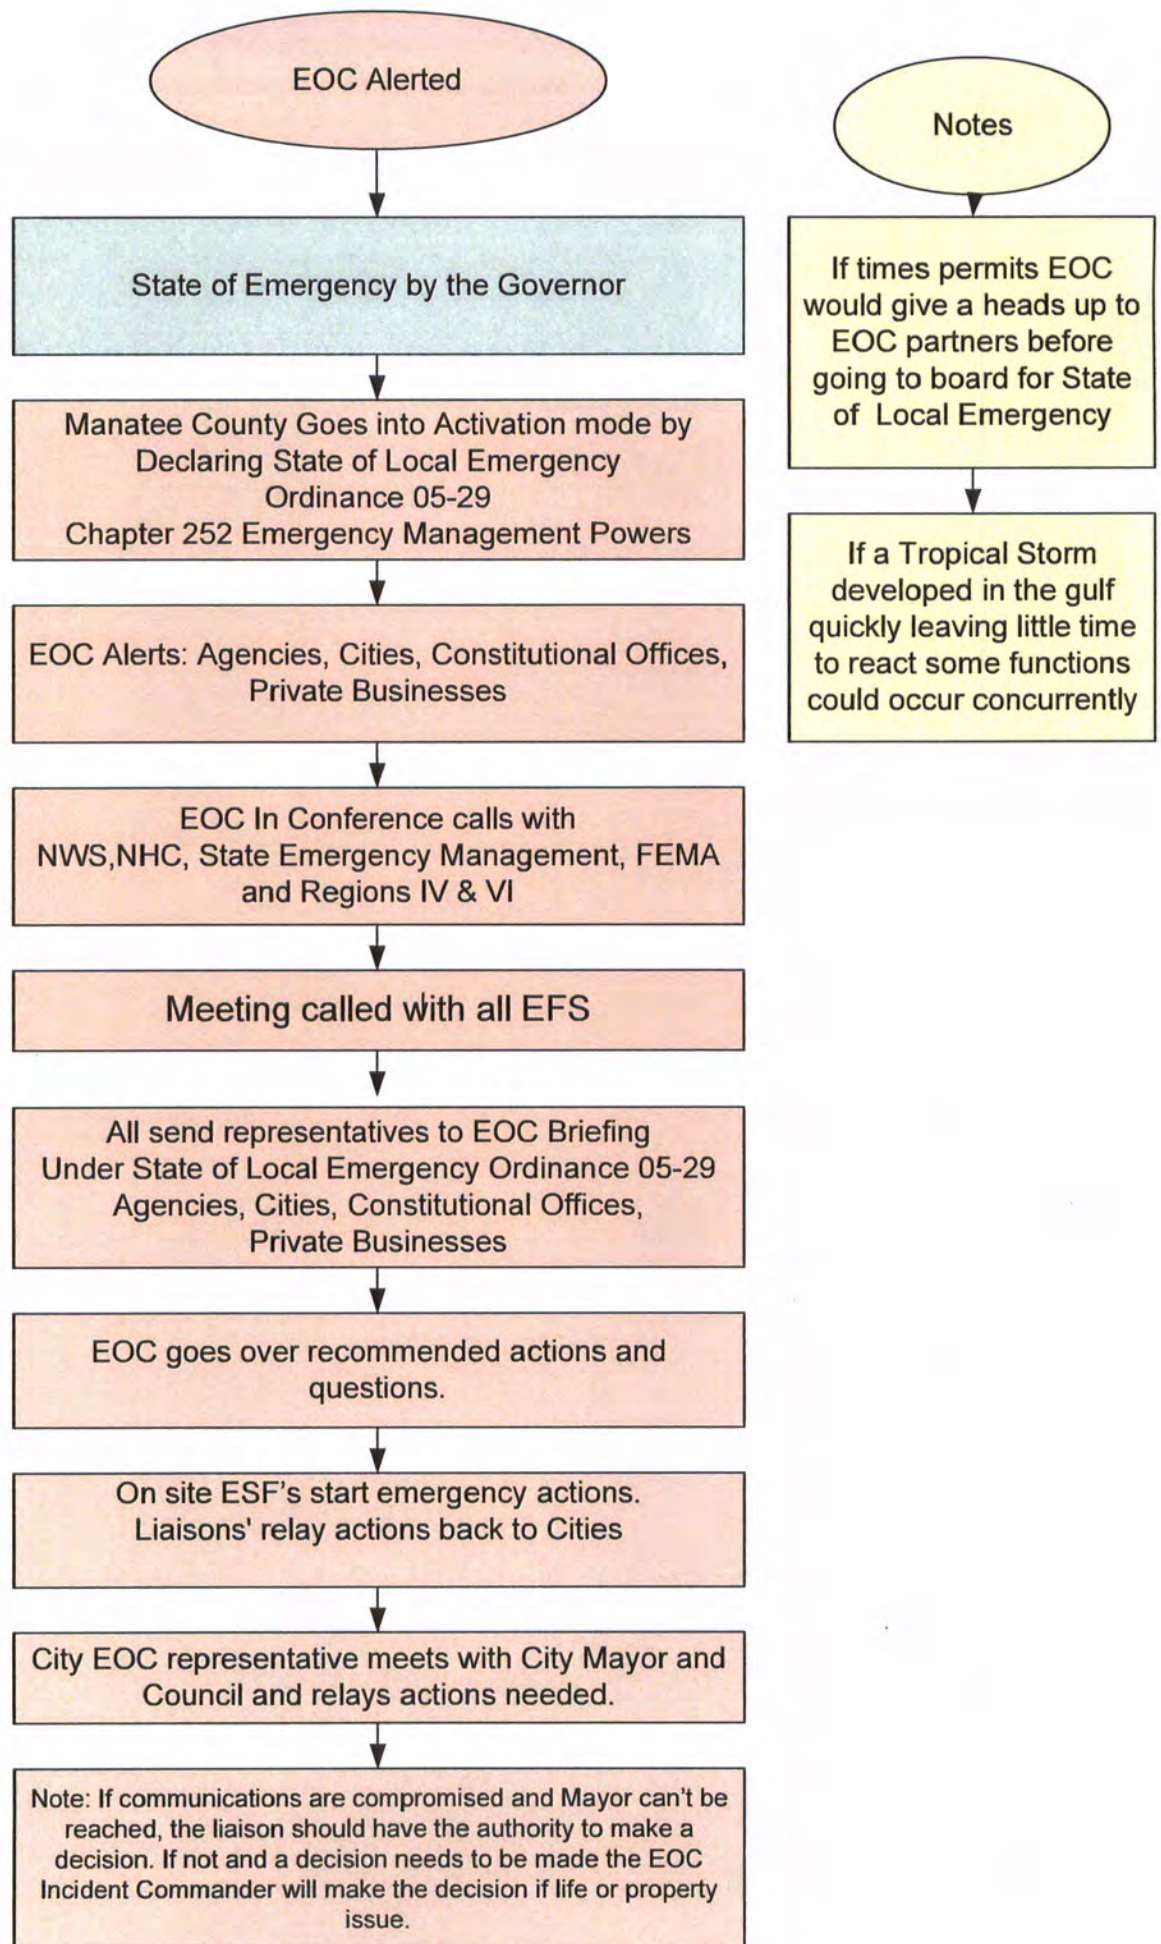 EOC Alerted
State of Emergency by the Governor
Manatee County Goes into Activation mode by
Declaring State of Local Emergency
Ordinance 05-29
Chapter 252 Emergency Management Powers
EOC Alerts: Agencies, Cities, Constitutional Offices,
Private Businesses
EOC In Conference calls with
NWS,NHC, State Emergency Management, FEMA
and Regions IV & VI
Meeting called with all EFS
All send representatives to EOC Briefing
Under State of Local Emergency Ordinance 05-29
Agencies, Cities, Constitutional Offices,
Private Businesses
EOC goes over recommended actions and
questions.
On site ESF's start emergency actions.
Liaisons' relay actions back to Cities
City EOC representative meets with City Mayor and
Council and relays actions needed.
Note: If communications are compromised and Mayor can't be
reached, the liaison should have the authority to make a
decision. If not and a decision needs to be made the EOC
Incident Commander will make the decision if life or property
issue.
Notes
If times permits EOC
would give a heads up to
EOC partners before
going to board for State
of Local Emergency
If a Tropical Storm
developed in the gulf
quickly leaving little time
to react some functions
could occur concurrently